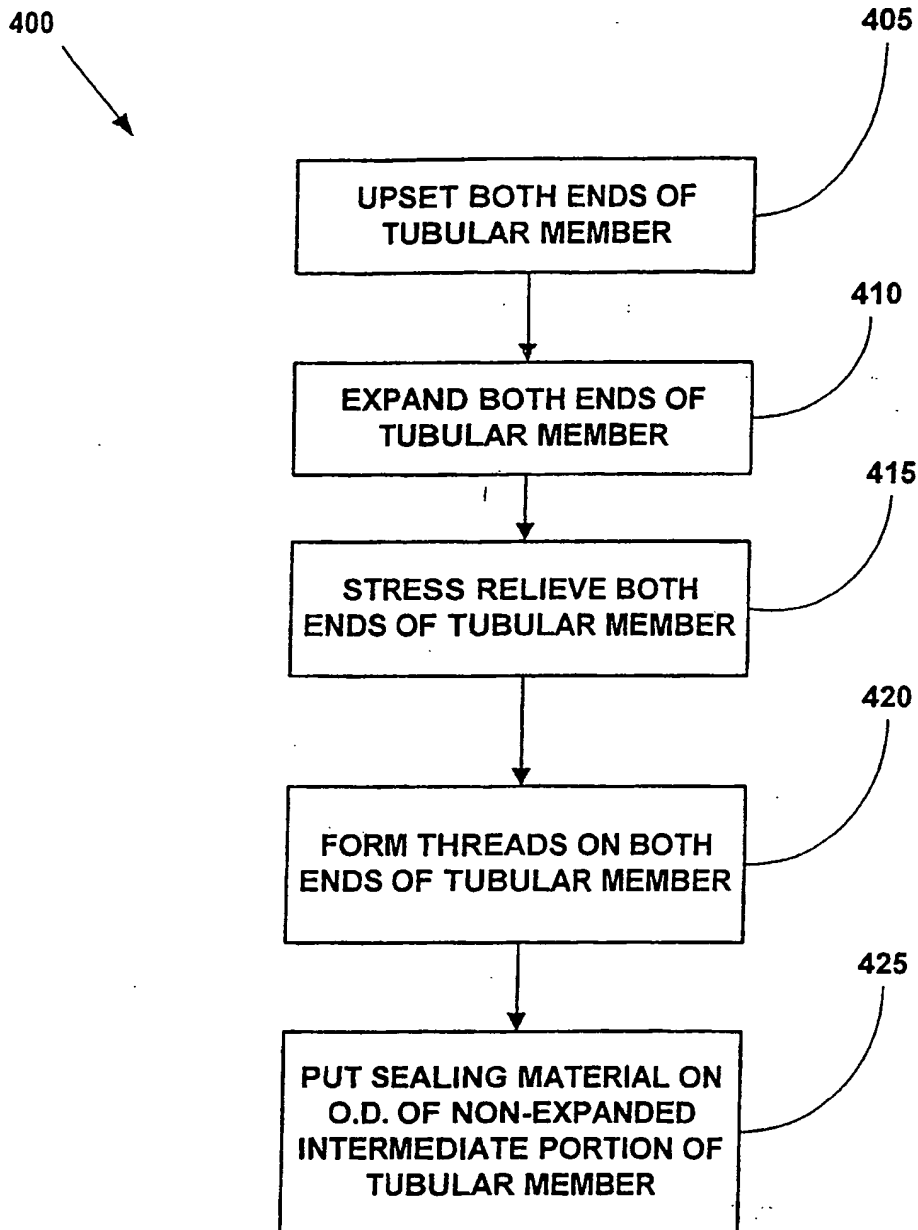 400
405
UPSET BOTH ENDS OF
TUBULAR MEMBER
410
EXPAND BOTH ENDS OF
TUBULAR MEMBER
415
STRESS RELIEVE BOTH
ENDS OF TUBULAR MEMBER
420
FORM THREADS ON BOTH
ENDS OF TUBULAR MEMBER
425
PUT SEALING MATERIAL ON
O.D. OF NON-EXPANDED
INTERMEDIATE PORTION OF
TUBULAR MEMBER